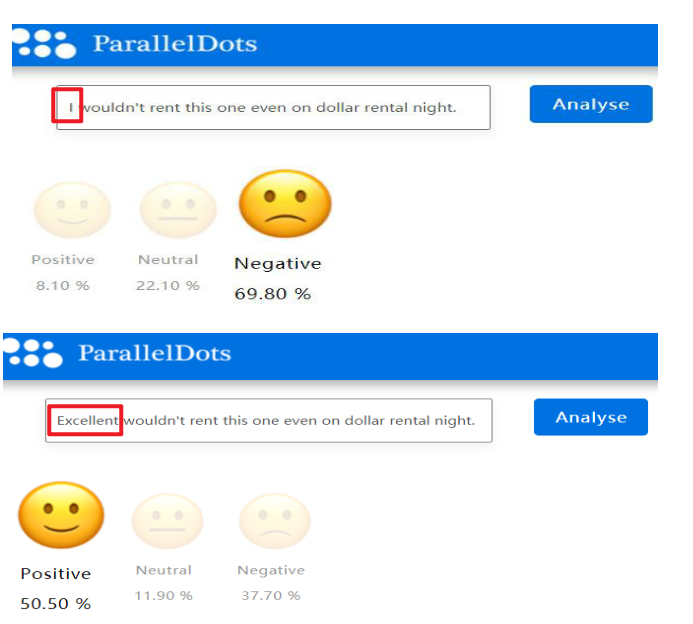 ParallelDots
I wouldn't rent this one even on dollar rental night.
Analyse
Positive
Neutral
Negative
8.10 %
22.10 %
69.80 %
ParallelDots
Excellent wouldn't rent this one even on dollar rental night.
Analyse
Positive
Neutral
Negative
50.50 %
11.90 %
37.70 %